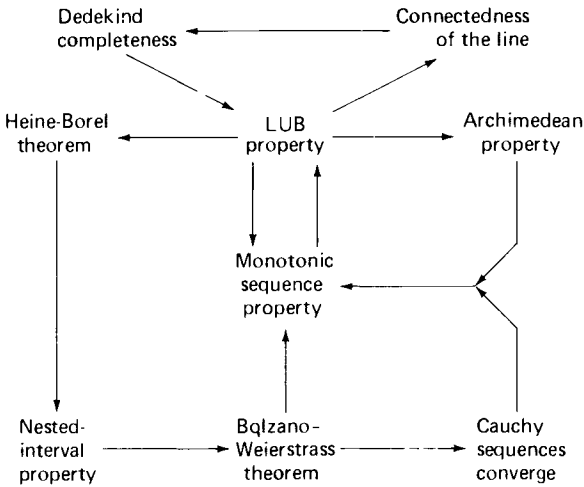 Dedekind
completeness
Connectedness
of the line
Heine-Borel
theorem
LUB
property
Archimedean
property
Monotonic
sequence
property
Nested-
interval
property
Bqlzano-
Weierstrass
theorem
Cauchy
sequences
converge